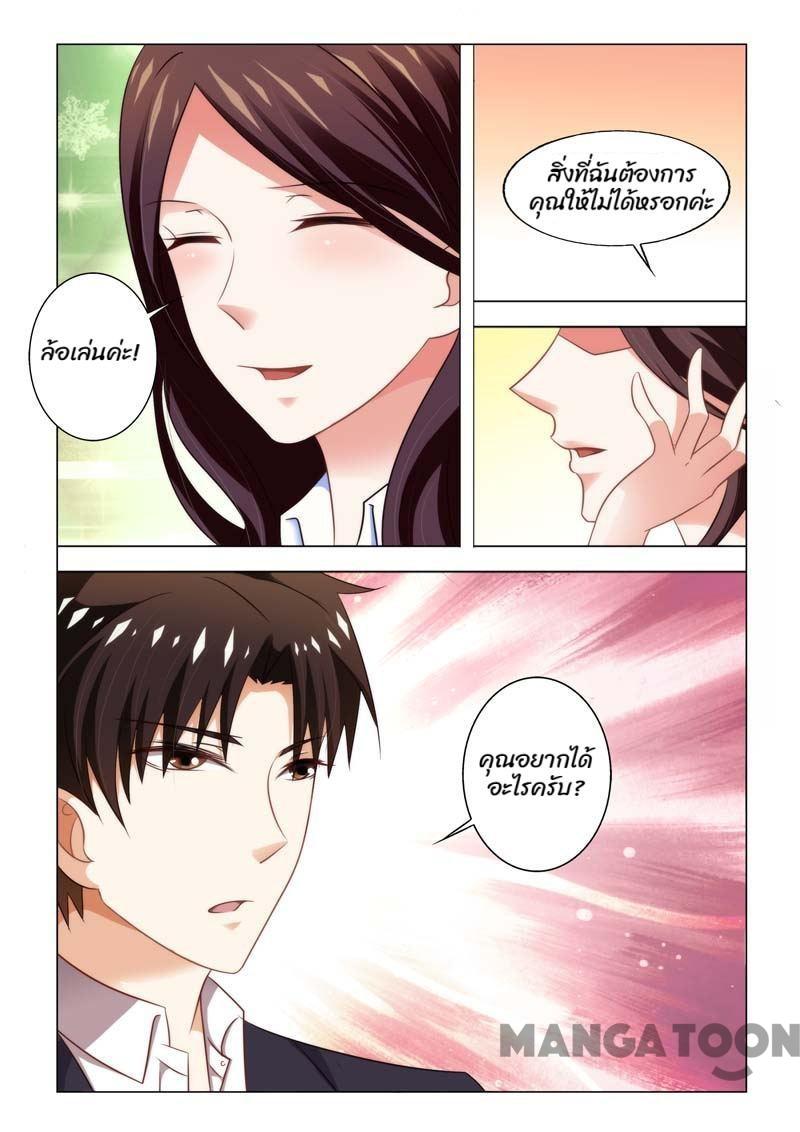 ล้อเล่นค่ะ!
สิ่งที่ฉันต้องการ
คุณให้ไม่ได้หรอกค่ะ
คุณอยากได้
อะไรครับ?
MANGATOON